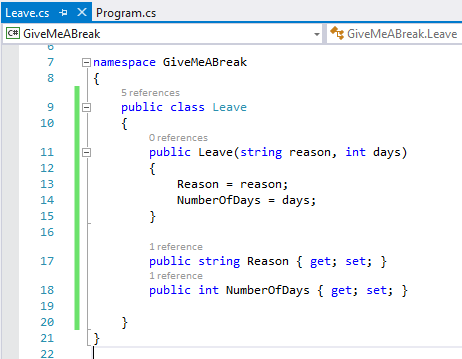 Leave.cs Program.cs
C# GiveMeABreak GiveMeABreak.Leave
6
7 namespace GiveMeABreak
8 {
5 references
9 public class Leave
10 {
0 references
11 public Leave(string reason, int days)
12 {
13 Reason = reason;
14 NumberOfDays = days;
15 }
16
1 reference
17 public string Reason { get; set; }
1 reference
18 public int NumberOfDays { get; set; }
19
20 }
21 }
22